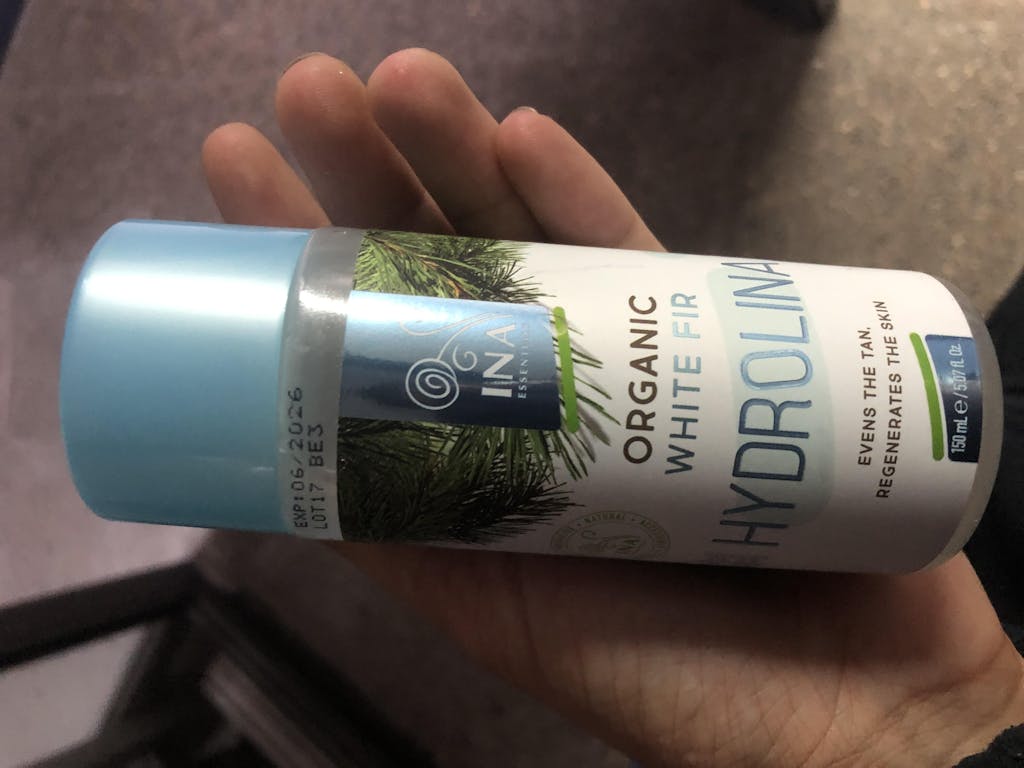 EXP:06/2026
LOT17 BE3
INA
ESSENTIALS
ORGANIC
WHITE FIR
HYDROLINA
EVENS THE TAN,
REGENERATES THE SKIN
150 mL e / 5.07 fl. Oz.
NATURAL